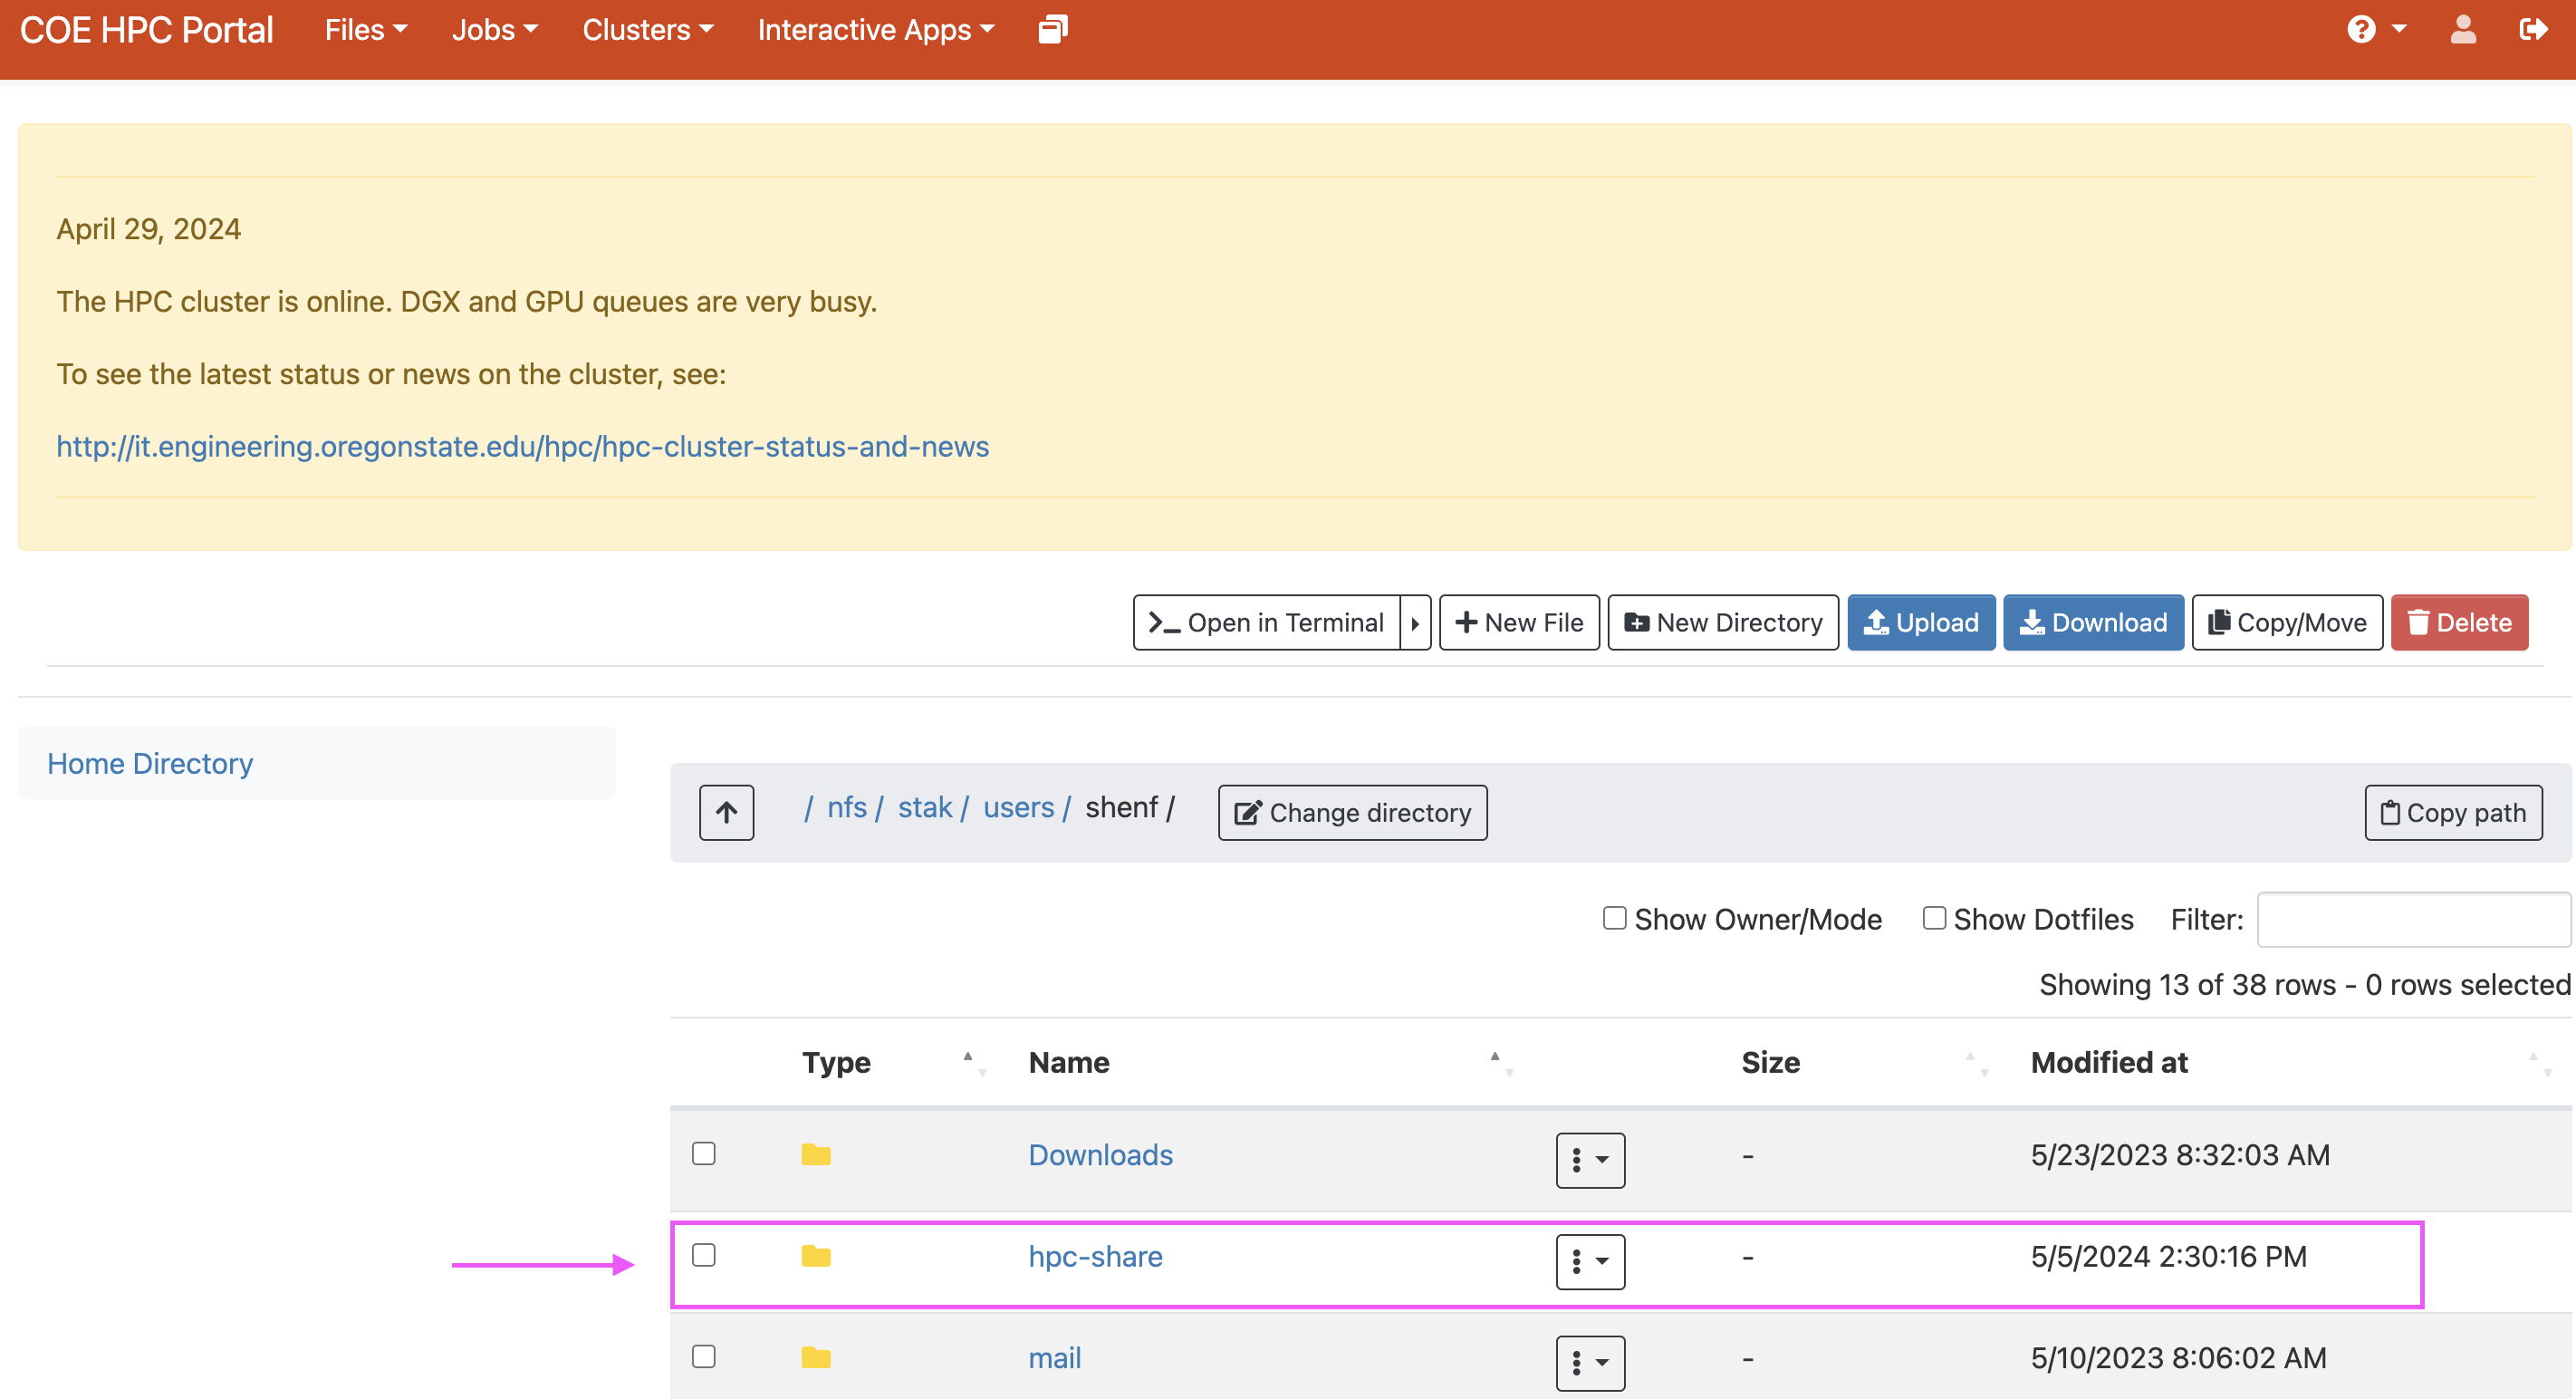 COE HPC Portal Files Jobs Clusters Interactive Apps
April 29, 2024
The HPC cluster is online. DGX and GPU queues are very busy.
To see the latest status or news on the cluster, see:
http://it.engineering.oregonstate.edu/hpc/hpc-cluster-status-and-news
Open in Terminal New File New Directory Upload Download Copy/Move Delete
Home Directory
/ nfs / stak / users / shenf / Change directory Copy path
Show Owner/Mode Show Dotfiles Filter:
Showing 13 of 38 rows - 0 rows selected
Type Name Size Modified at
Downloads - 5/23/2023 8:32:03 AM
hpc-share - 5/5/2024 2:30:16 PM
mail - 5/10/2023 8:06:02 AM